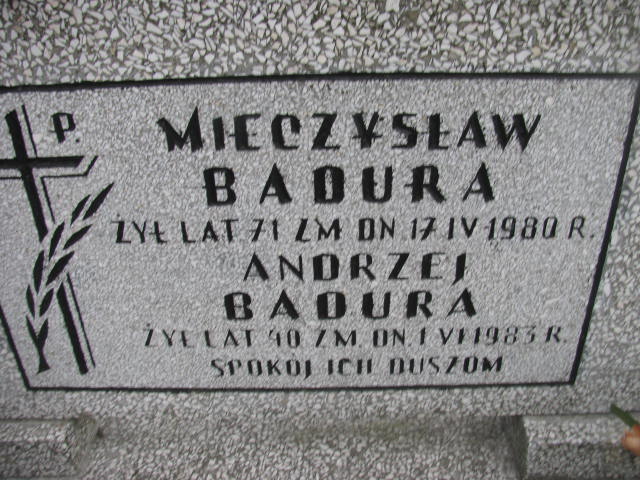 Ś. P.
MIECZYSŁAW
BADURA
ŻYŁ LAT 71 ZM DN 17 IV 1980 R.
ANDRZEJ
BADURA
ŻYŁ LAT 40 ZM. DN. 1 VI 1983 R.
SPOKOJ ICH DUSZOM